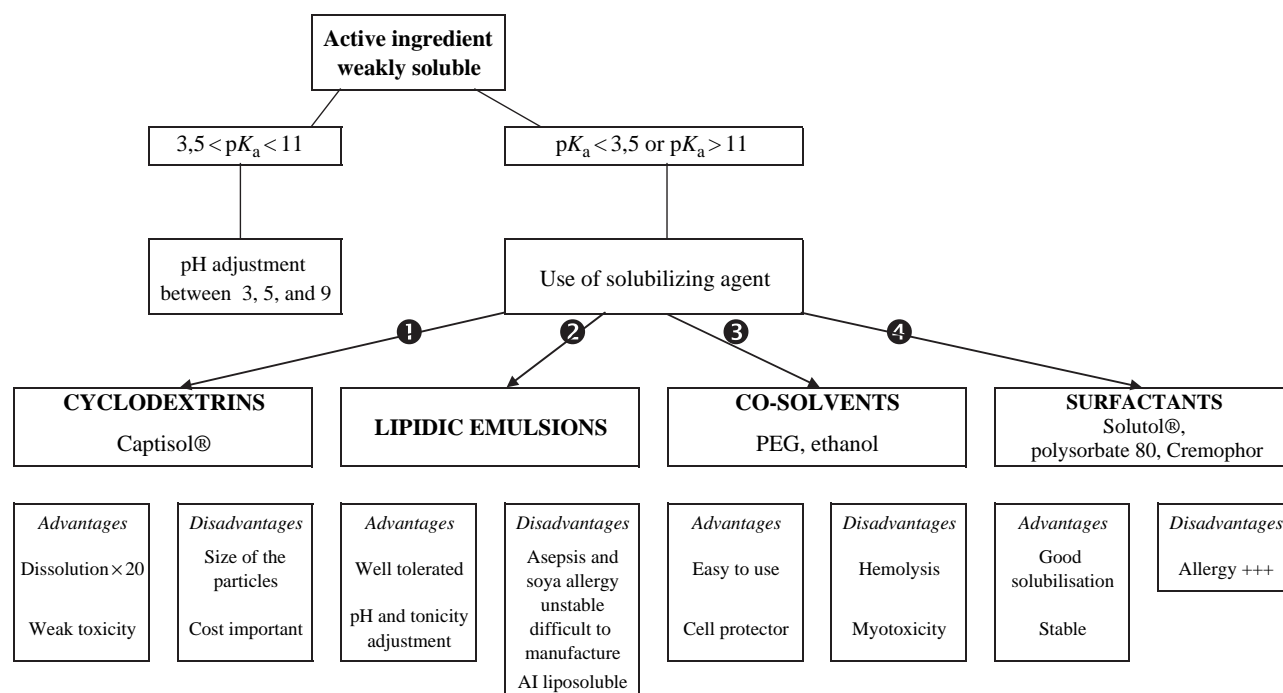 Active ingredient
weakly soluble
3,5 < pKa < 11
pKa < 3,5 or pKa > 11
pH adjustment
between 3, 5, and 9
Use of solubilizing agent
❶
❷
❸
❹
CYCLODEXTRINS
Captisol®
LIPIDIC EMULSIONS
CO-SOLVENTS
PEG, ethanol
SURFACTANTS
Solutol®,
polysorbate 80, Cremophor
Advantages
Dissolution × 20
Weak toxicity
Disadvantages
Size of the
particles
Cost important
Advantages
Well tolerated
pH and tonicity
adjustment
Disadvantages
Asepsis and
soya allergy
unstable
difficult to
manufacture
AI liposoluble
Advantages
Easy to use
Cell protector
Disadvantages
Hemolysis
Myotoxicity
Advantages
Good
solubilisation
Stable
Disadvantages
Allergy +++